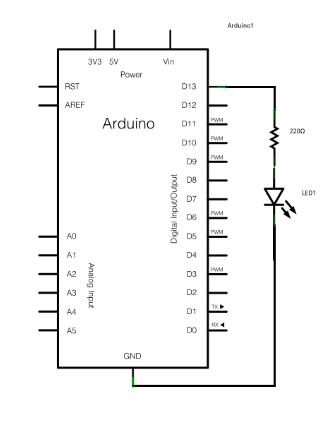 Arduino1
3V3 5V Vin
Power
RST D13
AREF D12
Arduino D11 PWM
D10 PWM
D9 PWM
D8
D7
D6 PWM
A0 D5 PWM
A1 D4
A2 D3 PWM
A3 D2
A4 D1 TX
A5 D0 RX
Digital Input/Output
Analog Input
GND
220Ω
LED1